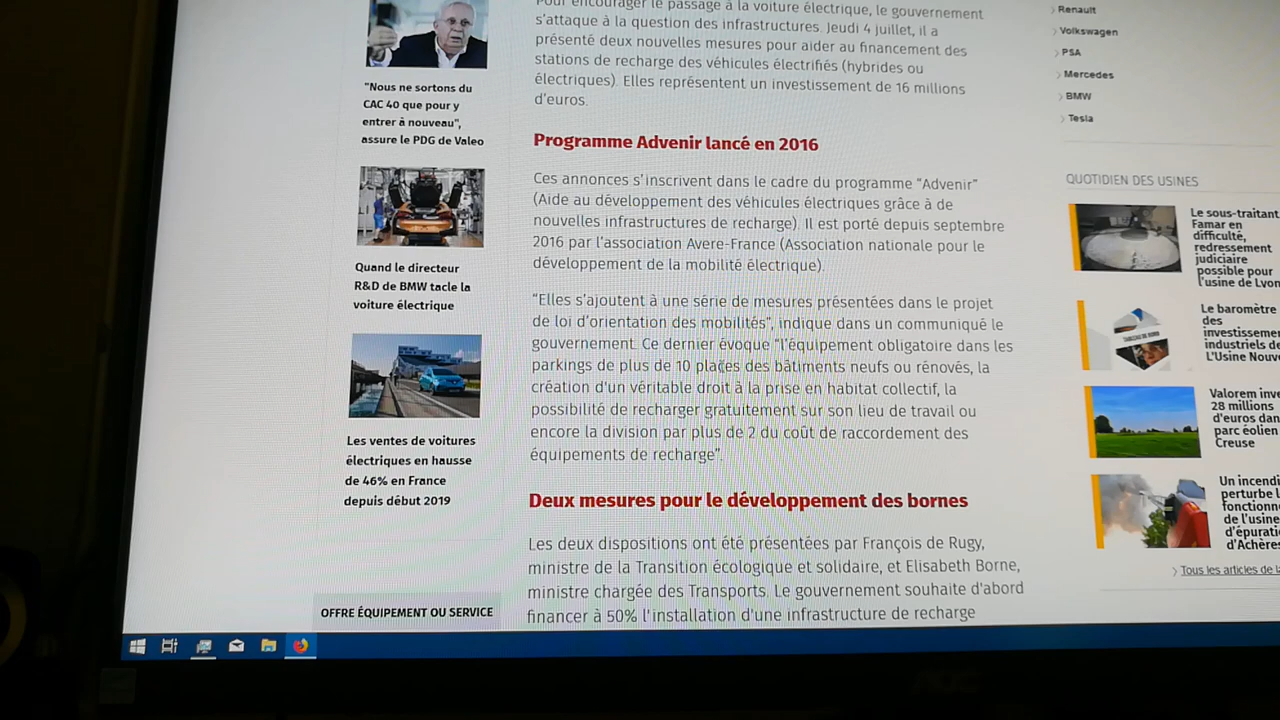 "Nous ne sortons du
CAC 40 que pour y
entrer à nouveau",
assure le PDG de Valeo
Quand le directeur
R&D de BMW tacle la
voiture électrique
Les ventes de voitures
électriques en hausse
de 46% en France
depuis début 2019
OFFRE ÉQUIPEMENT OU SERVICE
Pour encourager le passage à la voiture électrique, le gouvernement
s'attaque à la question des infrastructures. Jeudi 4 juillet, il a
présenté deux nouvelles mesures pour aider au financement des
stations de recharge des véhicules électrifiés (hybrides ou
électriques). Elles représentent un investissement de 16 millions
d'euros.
Programme Advenir lancé en 2016
Ces annonces s'inscrivent dans le cadre du programme "Advenir"
(Aide au développement des véhicules électriques grâce à de
nouvelles infrastructures de recharge). Il est porté depuis septembre
2016 par l'association Avere-France (Association nationale pour le
développement de la mobilité électrique).
"Elles s'ajoutent à une série de mesures présentées dans le projet
de loi d'orientation des mobilités", indique dans un communiqué le
gouvernement. Ce dernier évoque "l'équipement obligatoire dans les
parkings de plus de 10 places des bâtiments neufs ou rénovés, la
création d'un véritable droit à la prise en habitat collectif, la
possibilité de recharger gratuitement sur son lieu de travail ou
encore la division par plus de 2 du coût de raccordement des
équipements de recharge".
Deux mesures pour le développement des bornes
Les deux dispositions ont été présentées par François de Rugy,
ministre de la Transition écologique et solidaire, et Elisabeth Borne,
ministre chargée des Transports. Le gouvernement souhaite d'abord
financer à 50% l'installation d'une infrastructure de recharge
Renault
Volkswagen
PSA
Mercedes
BMW
Tesla
QUOTIDIEN DES USINES
Le sous-traitant
Famar en
difficulté,
redressement
judiciaire
possible pour
l'usine de Lyon
Le baromètre
des
investisseme
industriels de
L'Usine Nouv
Valorem inve
28 millions
d'euros dan
parc éolien
Creuse
Un incendi
perturbe l
fonctionn
de l'usine
d'épurati
d'Achère
Tous les articles de la